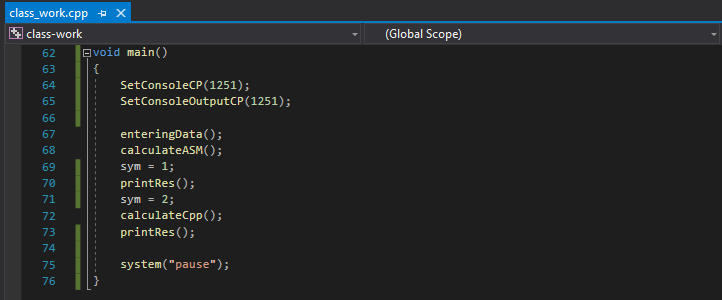 class_work.cpp
class-work (Global Scope)
62 void main()
63 {
64 SetConsoleCP(1251);
65 SetConsoleOutputCP(1251);
66
67 enteringData();
68 calculateASM();
69 sym = 1;
70 printRes();
71 sym = 2;
72 calculateCpp();
73 printRes();
74
75 system("pause");
76 }